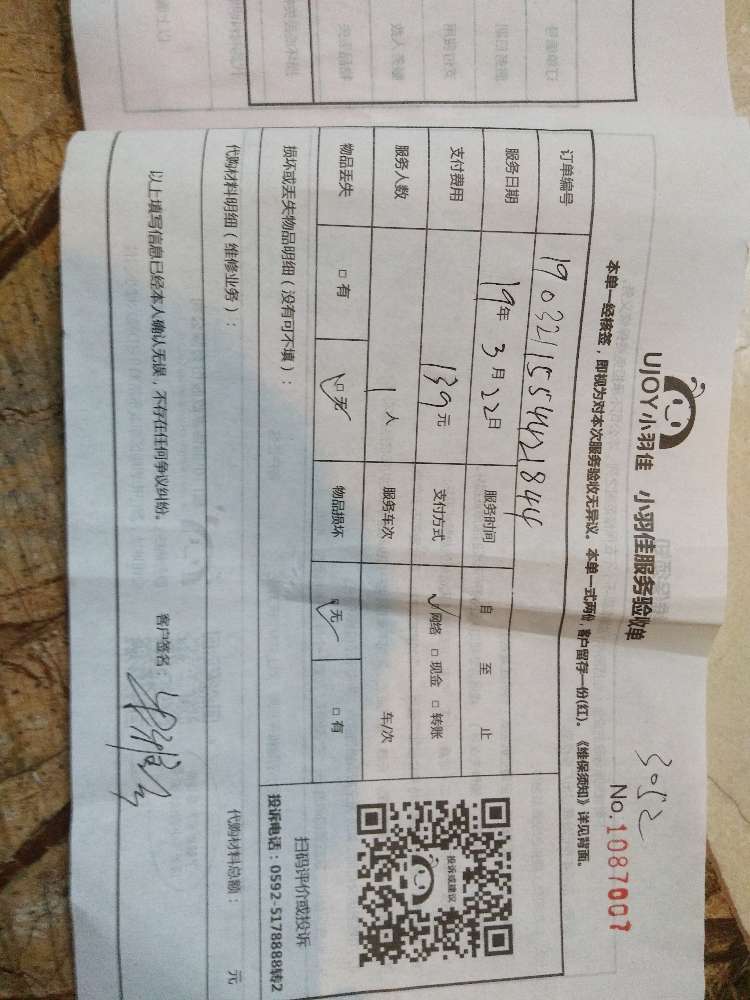 UJOY小羽佳 小羽佳服务验收单
No.1087007
本单一经核签，即视为对本次服务验收无异议。本单一式两份，客户留存一份(红)。《维保须知》详见背面。
订单编号 1903211554421844
服务日期 19年 3月 22日 服务时间 自 至 止
支付费用 139元 支付方式 ✓网络 □ 现金 □ 转账
服务人数 1 人 服务车次 车/次
物品丢失 □ 有 ☑ 无 物品损坏 ☑ 无 □ 有
损坏或丢失物品明细（没有可不填）：
代购材料明细（维修业务）： 代购材料总额： 元
以上填写信息已经本人确认无误，不存在任何争议纠纷。 客户签名：
投诉或建议
扫码评价或投诉
投诉电话：0592-5178888转2